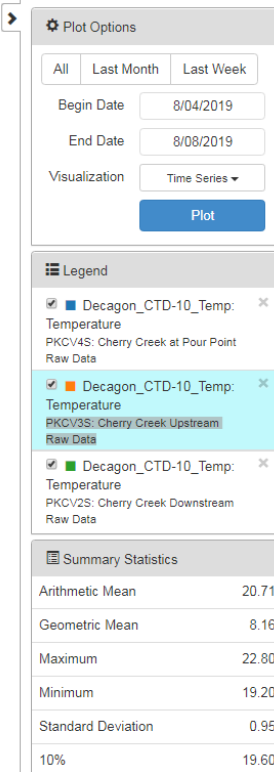 Plot Options
All Last Month Last Week
Begin Date 8/04/2019
End Date 8/08/2019
Visualization Time Series
Plot
Legend
Decagon_CTD-10_Temp:
Temperature
PKCV4S: Cherry Creek at Pour Point
Raw Data
Decagon_CTD-10_Temp:
Temperature
PKCV3S: Cherry Creek Upstream
Raw Data
Decagon_CTD-10_Temp:
Temperature
PKCV2S: Cherry Creek Downstream
Raw Data
Summary Statistics
Arithmetic Mean 20.71
Geometric Mean 8.16
Maximum 22.80
Minimum 19.20
Standard Deviation 0.95
10% 19.60